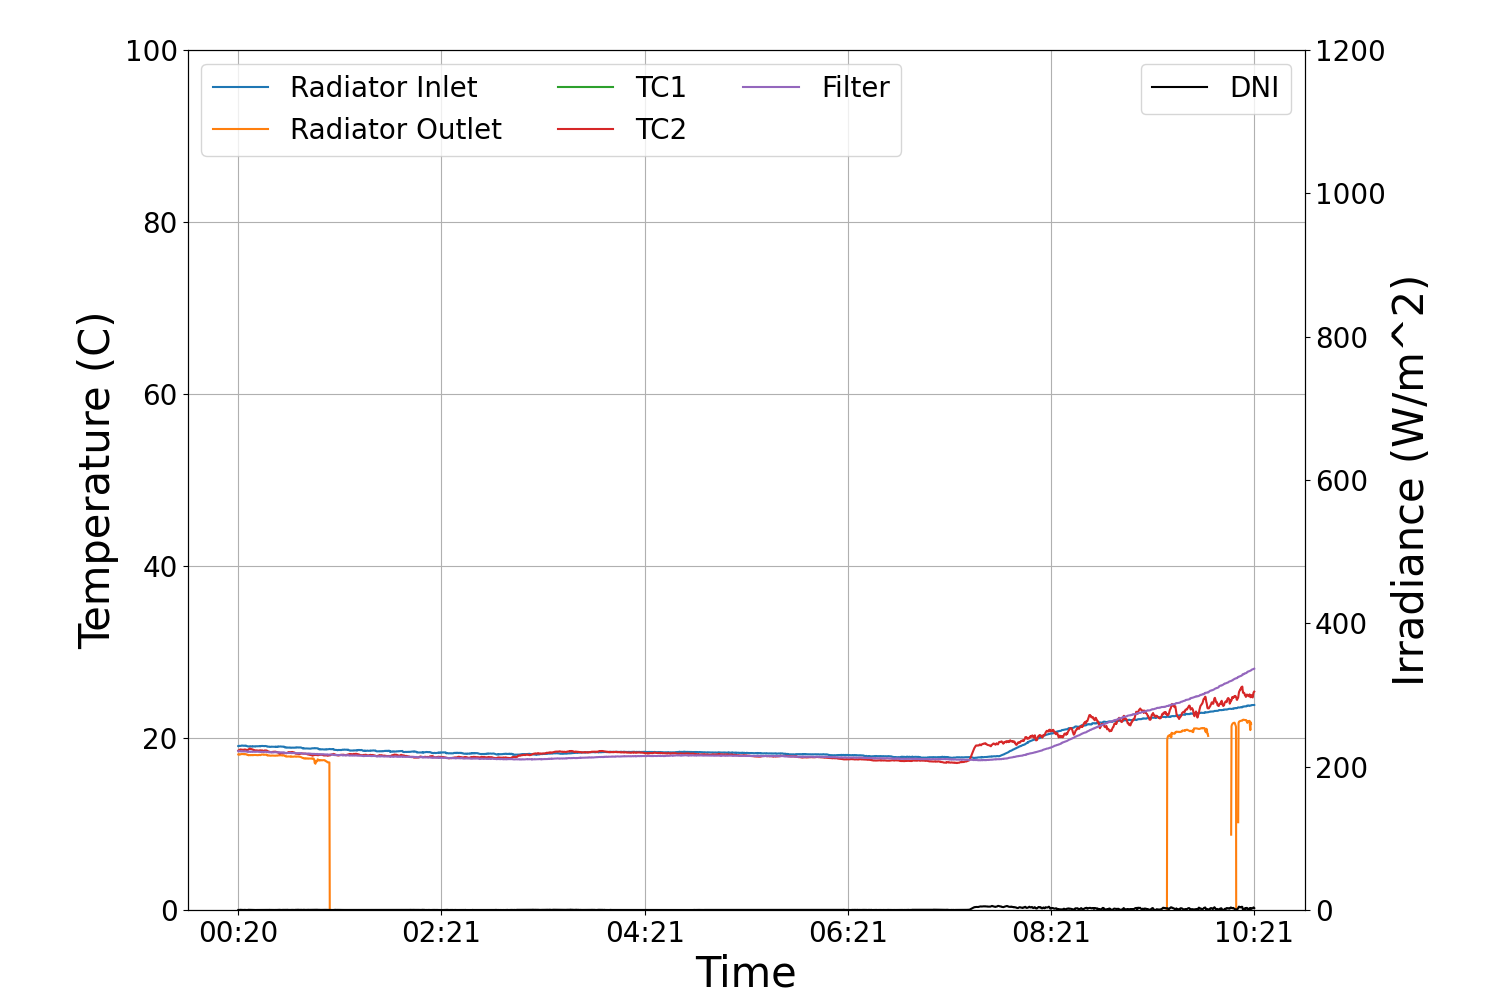 100
80
60
40
20
0
Temperature (C)
Radiator Inlet
Radiator Outlet
TC1
TC2
Filter
DNI
1200
1000
800
600
400
200
0
Irradiance (W/m^2)
00:20 02:21 04:21 06:21 08:21 10:21
Time